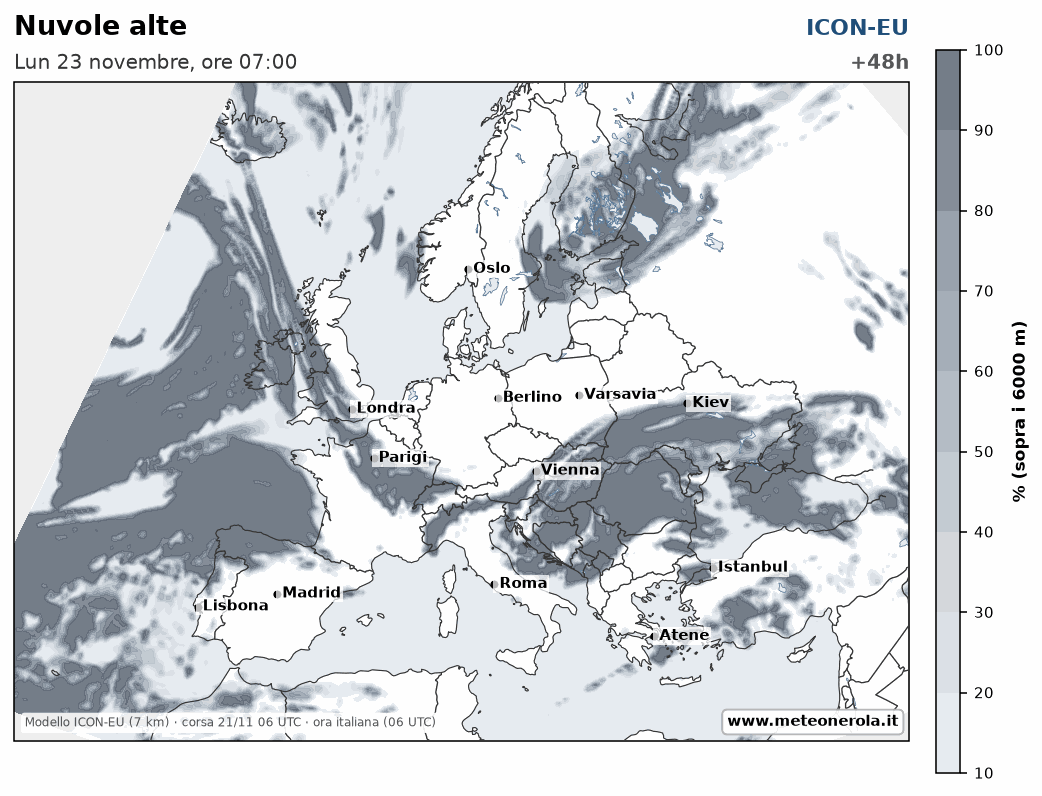 Nuvole alte
ICON-EU
Lun 23 novembre, ore 07:00
+48h
100
90
80
70
60
50
40
30
20
10
% (sopra i 6000 m)
Oslo
Londra
Berlino
Varsavia
Kiev
Parigi
Vienna
Istanbul
Roma
Madrid
Lisbona
Atene
Modello ICON-EU (7 km) · corsa 21/11 06 UTC · ora italiana (06 UTC)
www.meteonerola.it